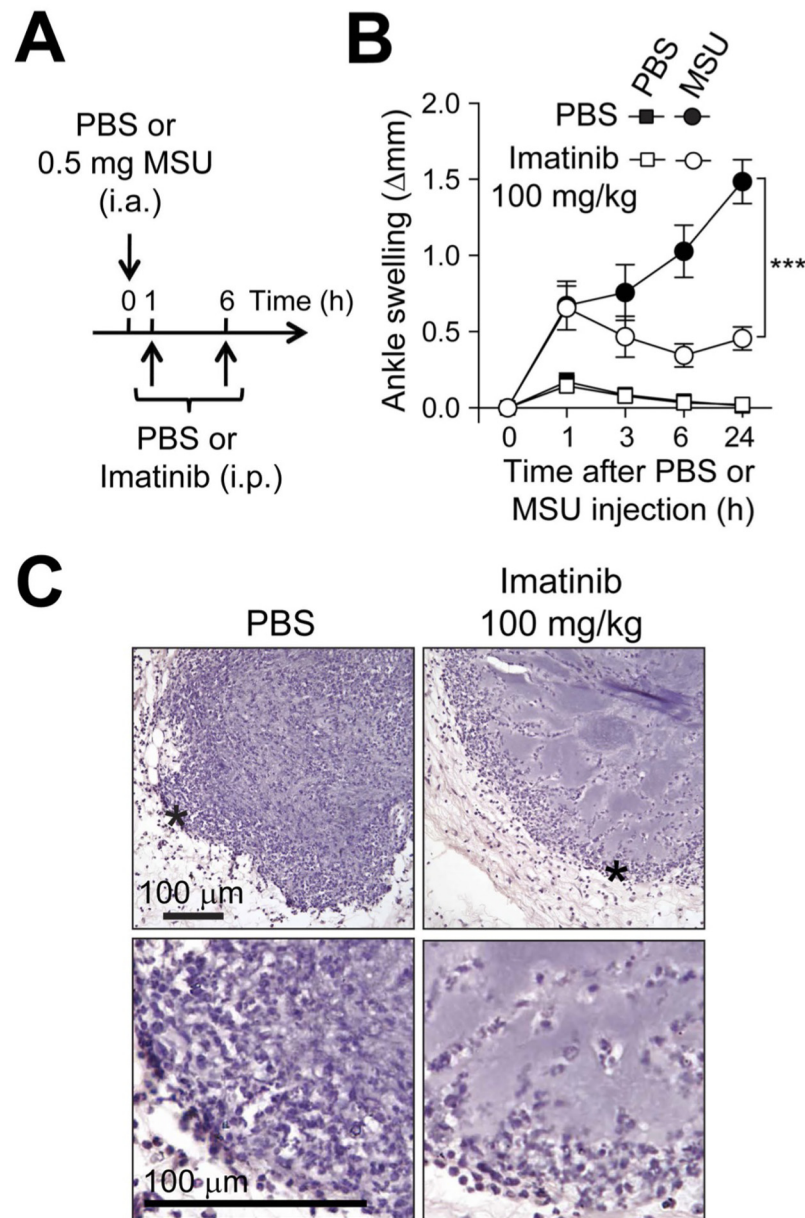 A
PBS or
0.5 mg MSU
(i.a.)
0 1 6 Time (h)
PBS or
Imatinib (i.p.)
B
PBS
MSU
PBS
Imatinib
100 mg/kg
Ankle swelling (Δmm)
2.0
1.5
1.0
0.5
0.0
***
0 1 3 6 24
Time after PBS or
MSU injection (h)
C
PBS
Imatinib
100 mg/kg
*
100 μm
*
100 μm